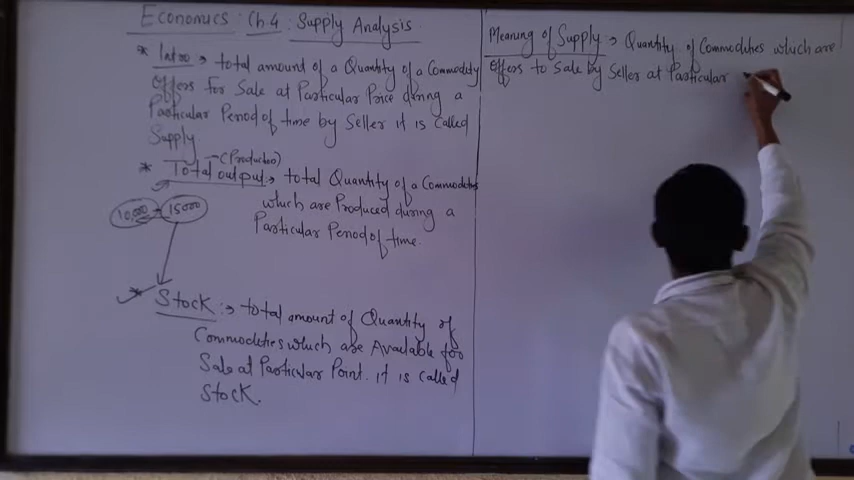 Economics : Ch.4 : Supply Analysis.
* Intro → total amount of a Quantity of a Commodity
Offers for Sale at Particular Price during a
Particular Period of time by Seller it is called
Supply
* Total output → total Quantity of a Commodities
which are Produced during a
Particular Period of time.
10,000 15000
* Stock :→ total amount of Quantity of
Commodities which are Available for
Sale at Particular Point. it is called
Stock.
Meaning of Supply :→ Quantity of Commodities which are
Offers to Sale by Seller at Particular